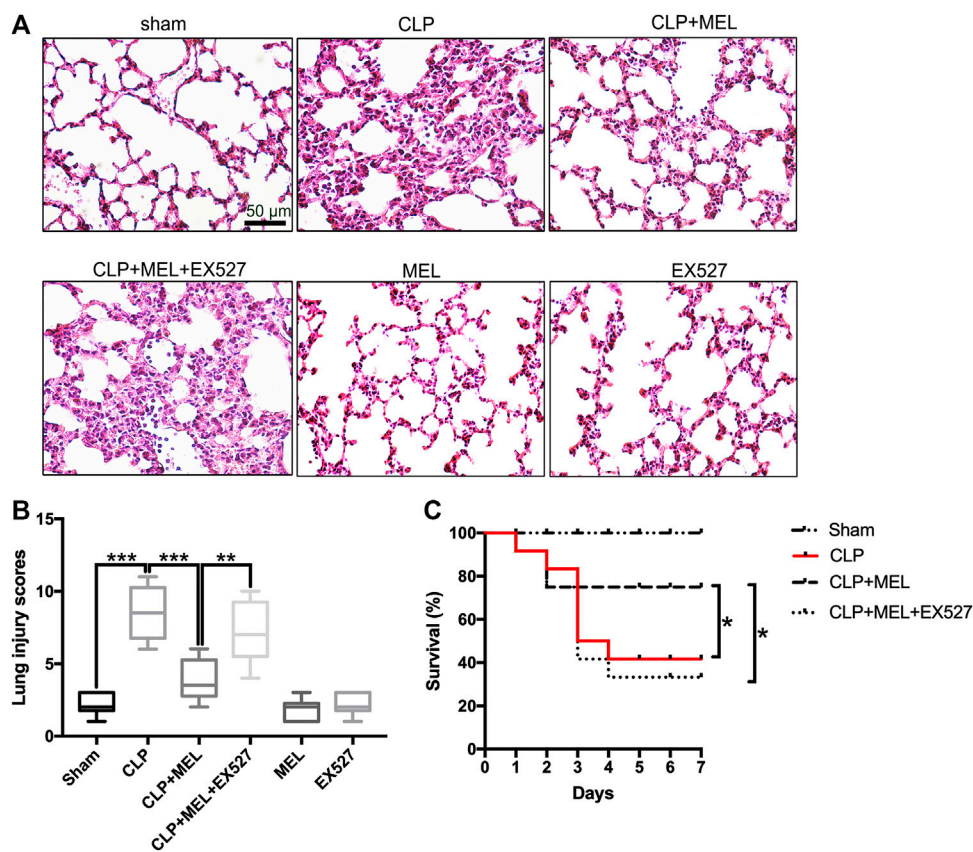 A
sham
CLP
CLP+MEL
50 µm
CLP+MEL+EX527
MEL
EX527
B
15
10
5
0
Lung injury scores
***
***
**
Sham
CLP
CLP+MEL
CLP+MEL+EX527
MEL
EX527
C
100
80
60
40
20
0
Survival (%)
0 1 2 3 4 5 6 7
Days
*
*
Sham
CLP
CLP+MEL
CLP+MEL+EX527